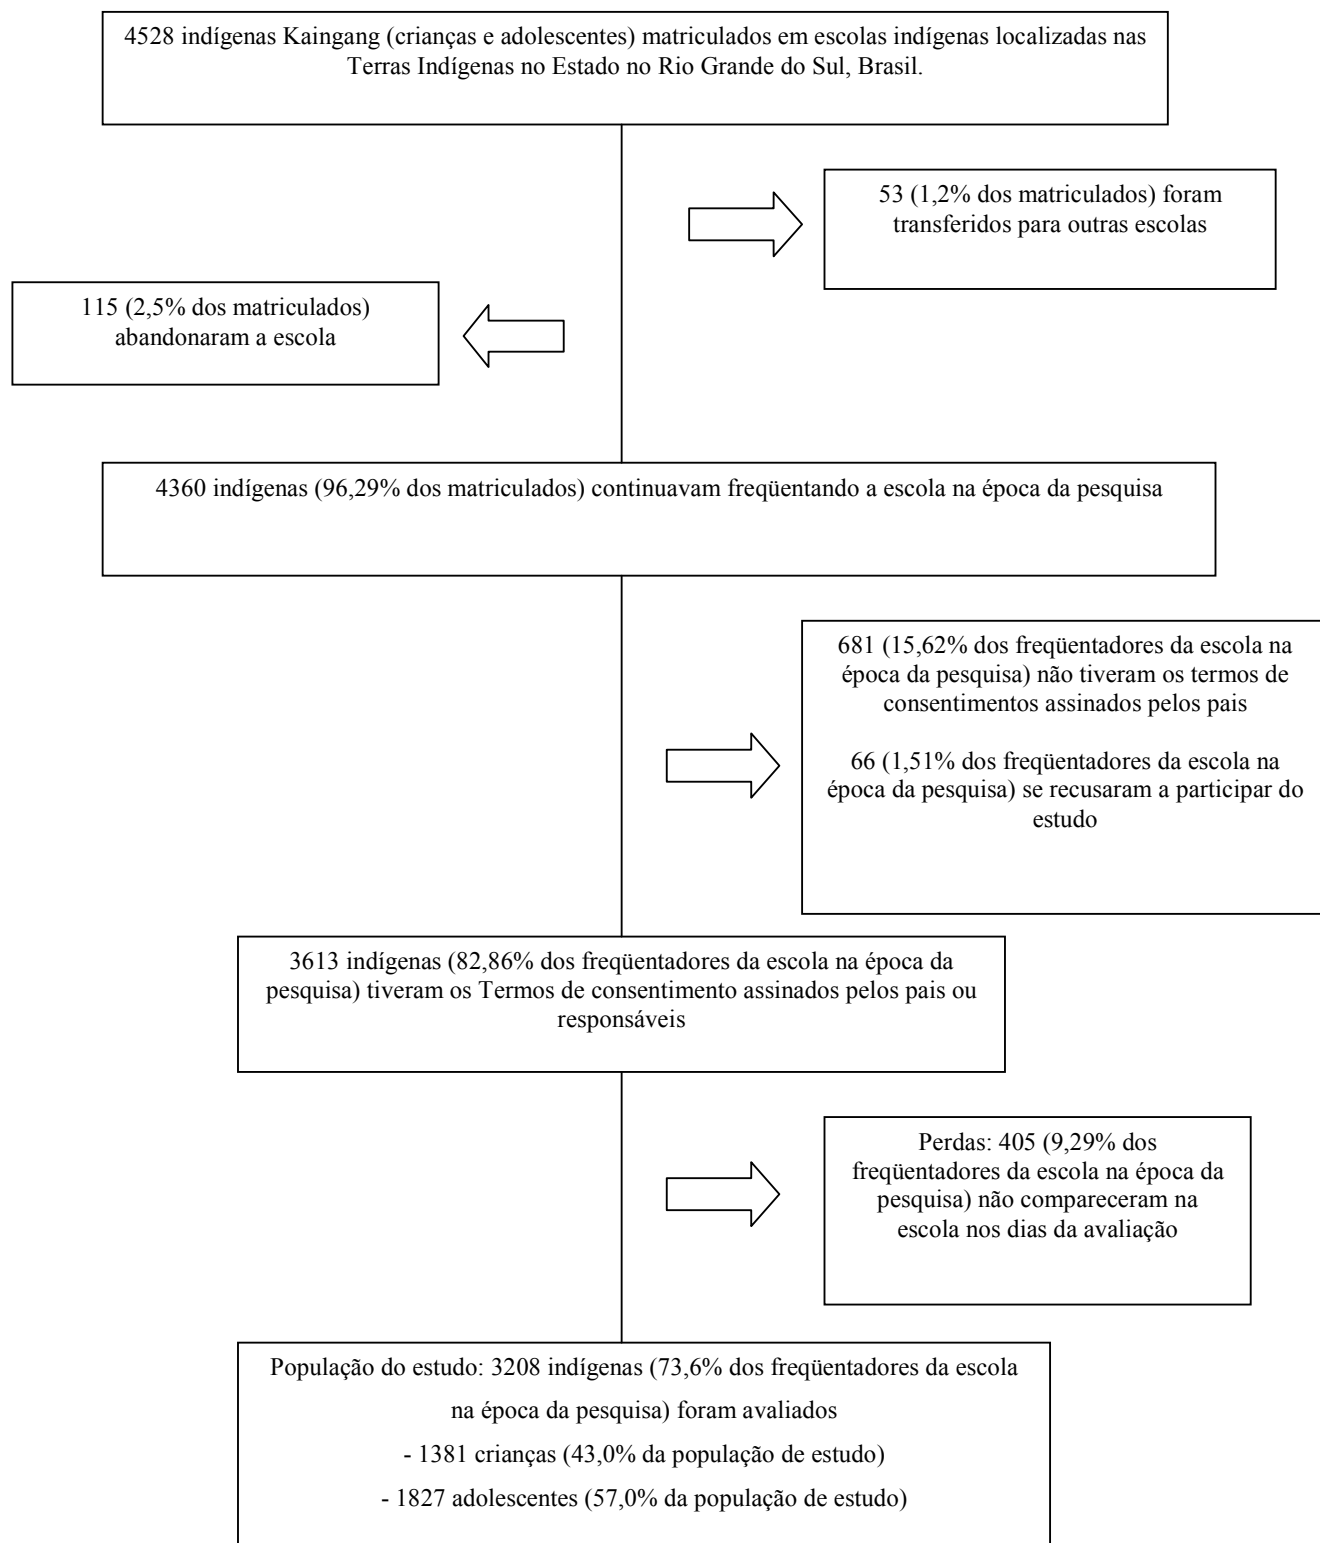 4528 indígenas Kaingang (crianças e adolescentes) matriculados em escolas indígenas localizadas nas
Terras Indígenas no Estado no Rio Grande do Sul, Brasil.
53 (1,2% dos matriculados) foram
transferidos para outras escolas
115 (2,5% dos matriculados)
abandonaram a escola
4360 indígenas (96,29% dos matriculados) continuavam freqüentando a escola na época da pesquisa
681 (15,62% dos freqüentadores da escola na
época da pesquisa) não tiveram os termos de
consentimentos assinados pelos pais
66 (1,51% dos freqüentadores da escola na
época da pesquisa) se recusaram a participar do
estudo
3613 indígenas (82,86% dos freqüentadores da escola na época da
pesquisa) tiveram os Termos de consentimento assinados pelos pais ou
responsáveis
Perdas: 405 (9,29% dos
freqüentadores da escola na época da
pesquisa) não compareceram na
escola nos dias da avaliação
População do estudo: 3208 indígenas (73,6% dos freqüentadores da escola
na época da pesquisa) foram avaliados
- 1381 crianças (43,0% da população de estudo)
- 1827 adolescentes (57,0% da população de estudo)